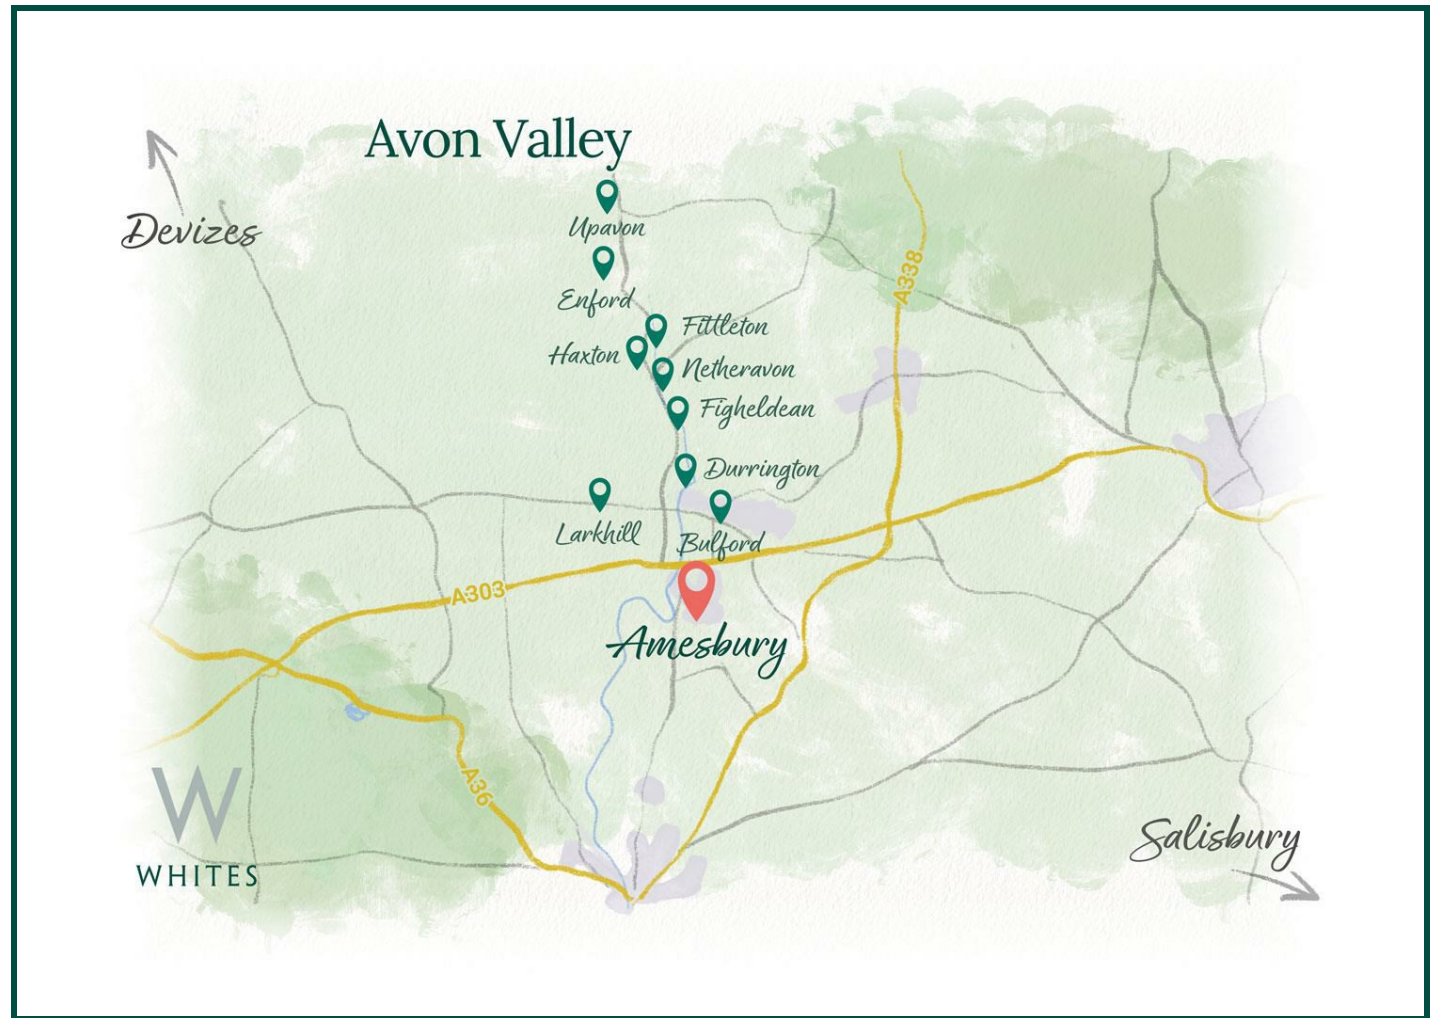 Avon Valley
Devizes
Upavon
Enford
Fittleton
Haxton
Netheravon
Figheldean
Durrington
Larkhill
Bulford
Amesbury
A338
A303
A36
W
WHITES
Salisbury